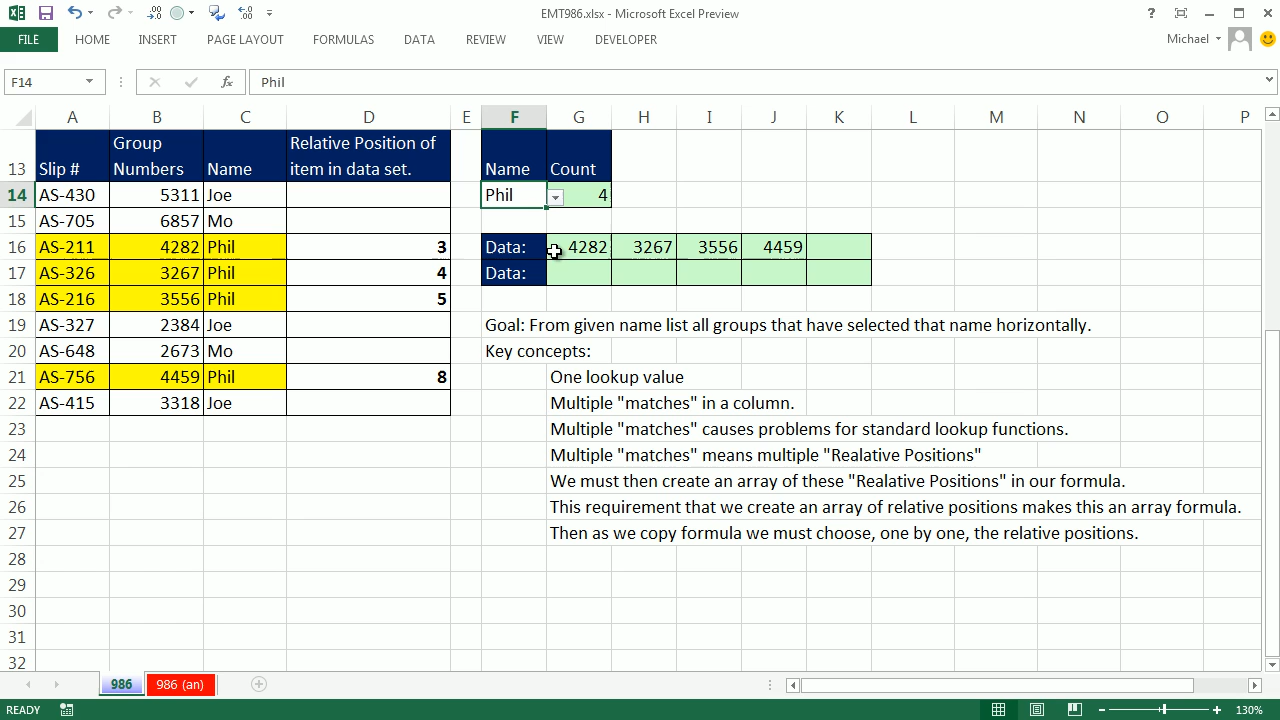 EMT986.xlsx - Microsoft Excel Preview
FILE HOME INSERT PAGE LAYOUT FORMULAS DATA REVIEW VIEW DEVELOPER Michael
F14 fx Phil
A B C D E F G H I J K L M N O P
13 Slip # Group Numbers Name Relative Position of item in data set. Name Count
14 AS-430 5311 Joe Phil 4
15 AS-705 6857 Mo
16 AS-211 4282 Phil 3 Data: 4282 3267 3556 4459
17 AS-326 3267 Phil 4 Data:
18 AS-216 3556 Phil 5
19 AS-327 2384 Joe Goal: From given name list all groups that have selected that name horizontally.
20 AS-648 2673 Mo Key concepts:
21 AS-756 4459 Phil 8 One lookup value
22 AS-415 3318 Joe Multiple "matches" in a column.
23 Multiple "matches" causes problems for standard lookup functions.
24 Multiple "matches" means multiple "Realative Positions"
25 We must then create an array of these "Realative Positions" in our formula.
26 This requirement that we create an array of relative positions makes this an array formula.
27 Then as we copy formula we must choose, one by one, the relative positions.
28
29
30
31
32
986 986 (an)
READY 130%